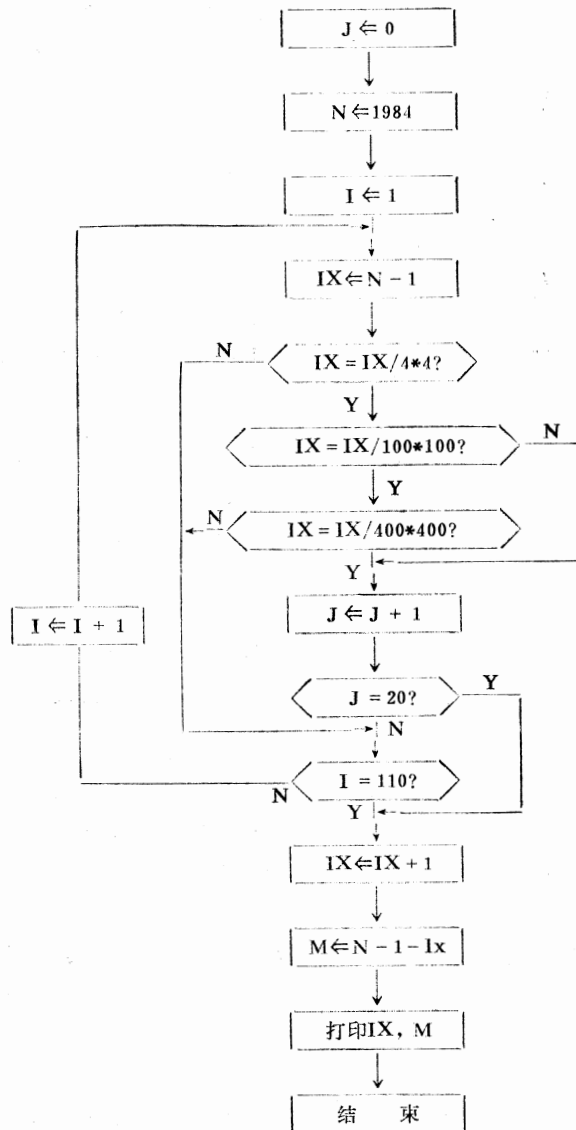 J⇐0
N⇐1984
I⇐1
IX⇐N-1
N
IX=IX/4*4?
Y
IX=IX/100*100?
N
Y
N
IX=IX/400*400?
Y
I⇐I+1
J⇐J+1
J=20?
Y
N
I=110?
N
Y
IX⇐IX+1
M⇐N-1-Ix
打印IX,M
结 束